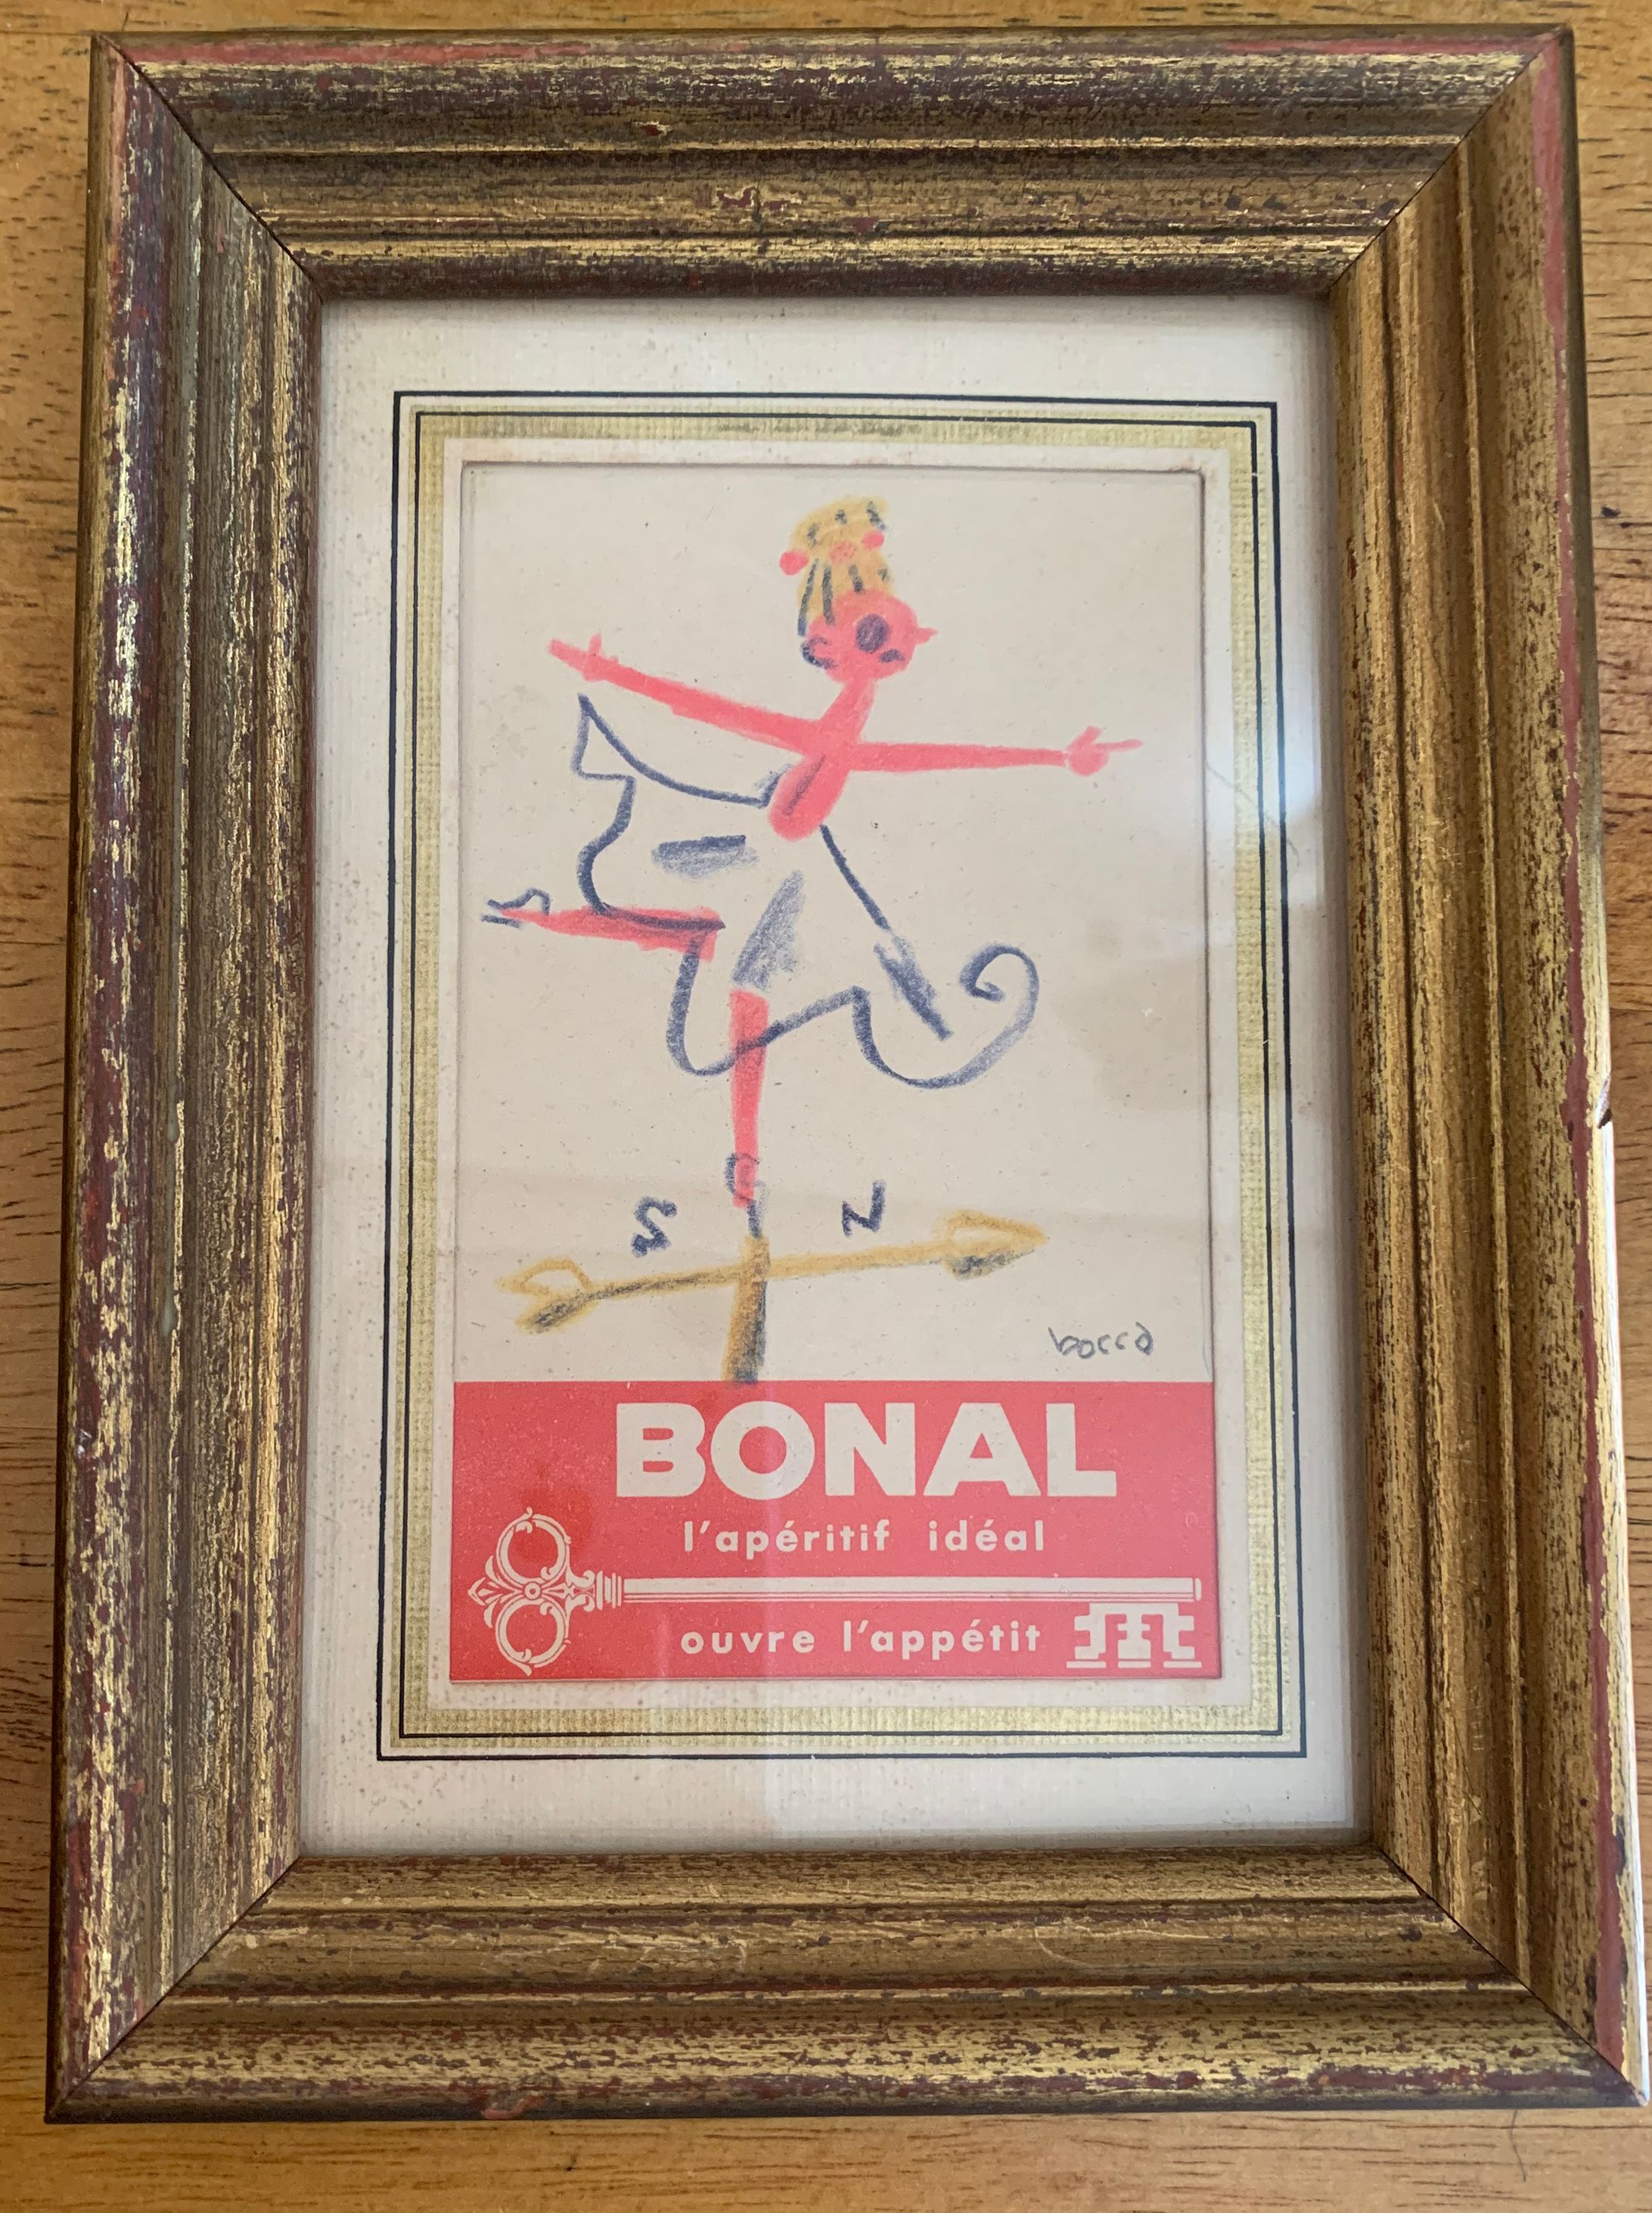 S N
bocca
BONAL
l'apéritif idéal
ouvre l'appétit